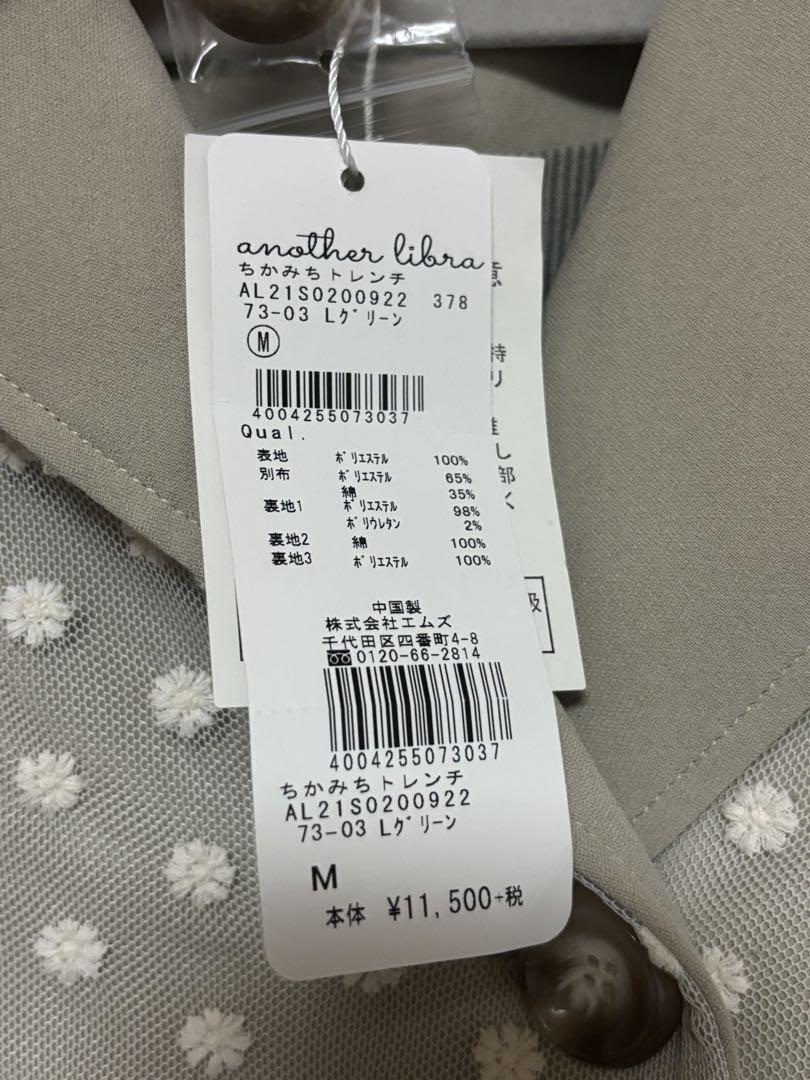 another libra
ちかみちトレンチ
AL21S0200922 378
73-03 Lグリーン
M
4004255073037
Qual.
表地 ポリエステル 100%
別布 ポリエステル 65%
綿 35%
裏地1 ポリエステル 98%
ポリウレタン 2%
裏地2 綿 100%
裏地3 ポリエステル 100%
中国製
株式会社エムズ
千代田区四番町4-8
0120-66-2814
4004255073037
ちかみちトレンチ
AL21S0200922
73-03 Lグリーン
M
本体 ¥11,500+税